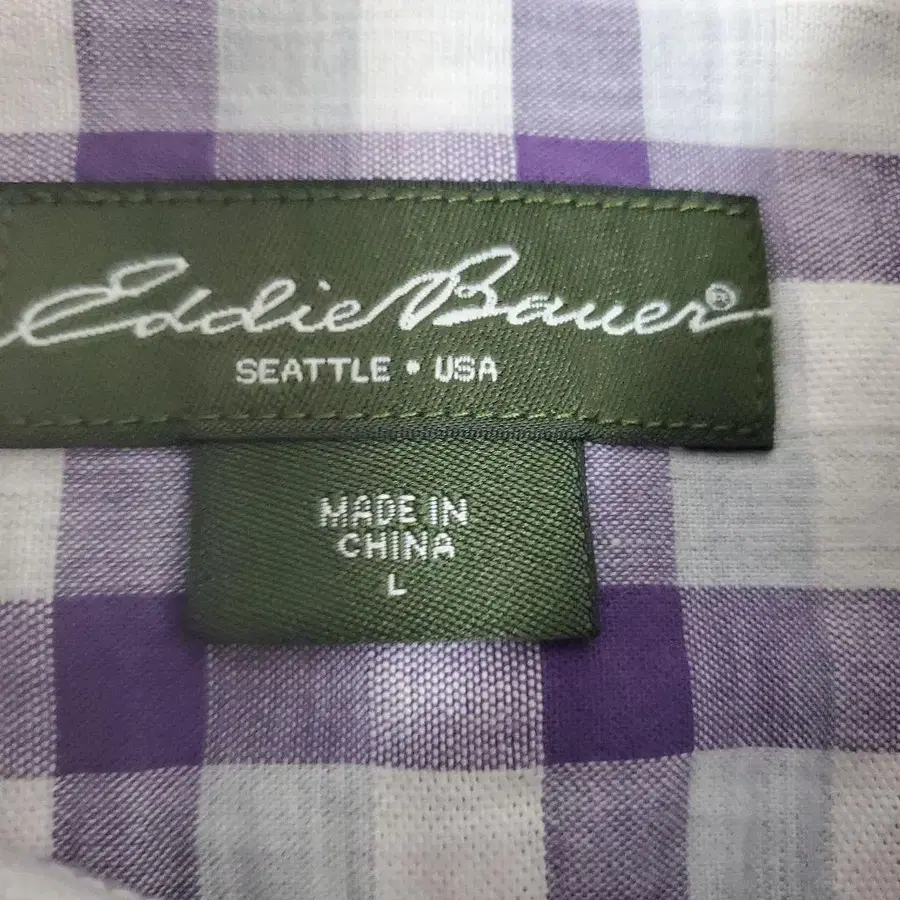 Eddie Bauer®
SEATTLE • USA
MADE IN
CHINA
L